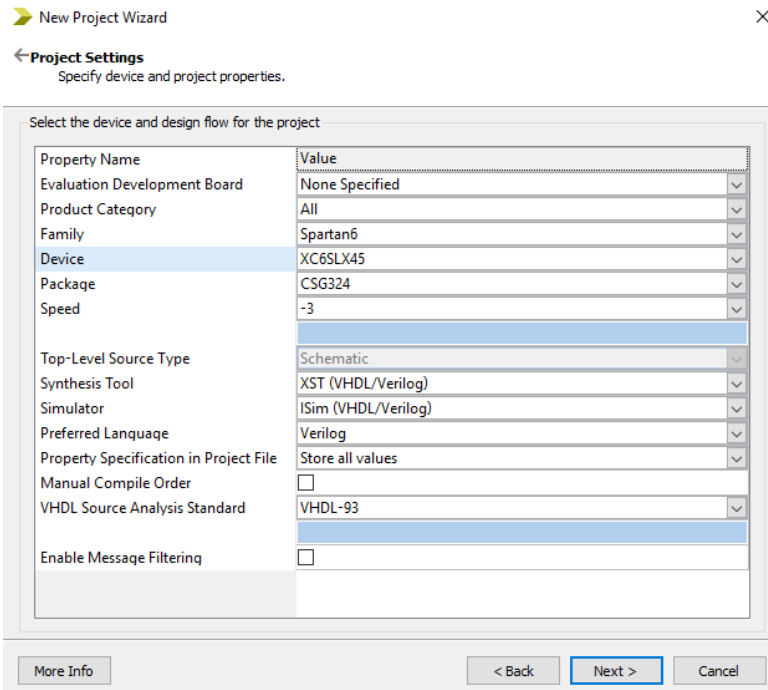 New Project Wizard
Project Settings
Specify device and project properties.
Select the device and design flow for the project
Property Name Value
Evaluation Development Board None Specified
Product Category All
Family Spartan6
Device XC6SLX45
Package CSG324
Speed -3
Top-Level Source Type Schematic
Synthesis Tool XST (VHDL/Verilog)
Simulator ISim (VHDL/Verilog)
Preferred Language Verilog
Property Specification in Project File Store all values
Manual Compile Order
VHDL Source Analysis Standard VHDL-93
Enable Message Filtering
More Info < Back Next > Cancel